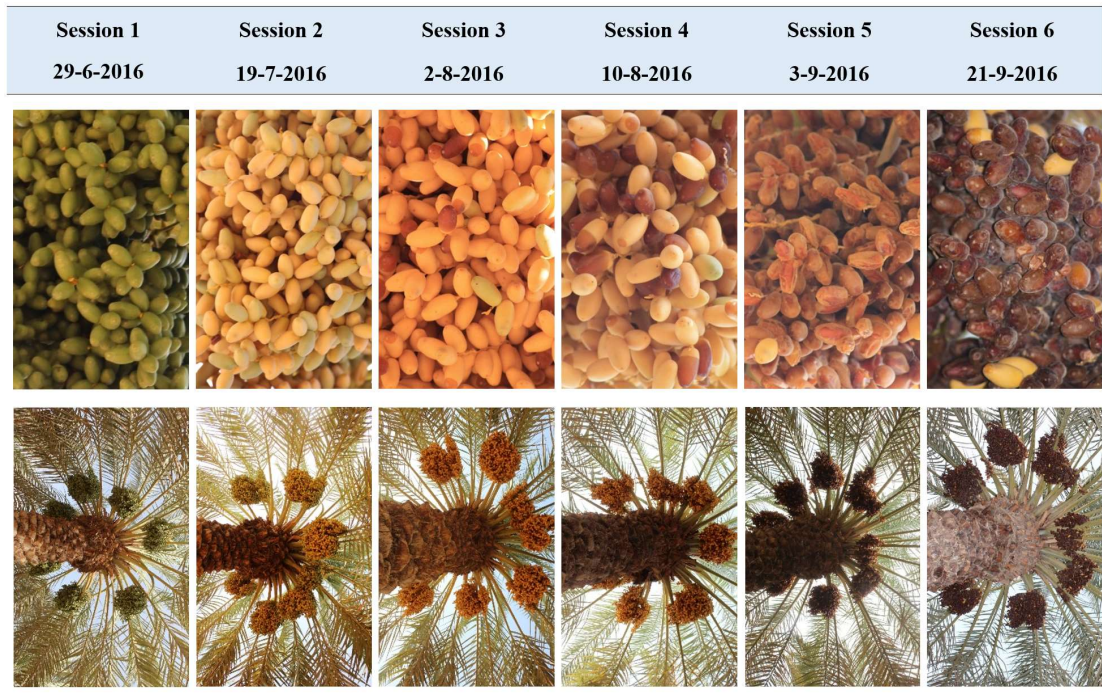 Session 1
29-6-2016
Session 2
19-7-2016
Session 3
2-8-2016
Session 4
10-8-2016
Session 5
3-9-2016
Session 6
21-9-2016